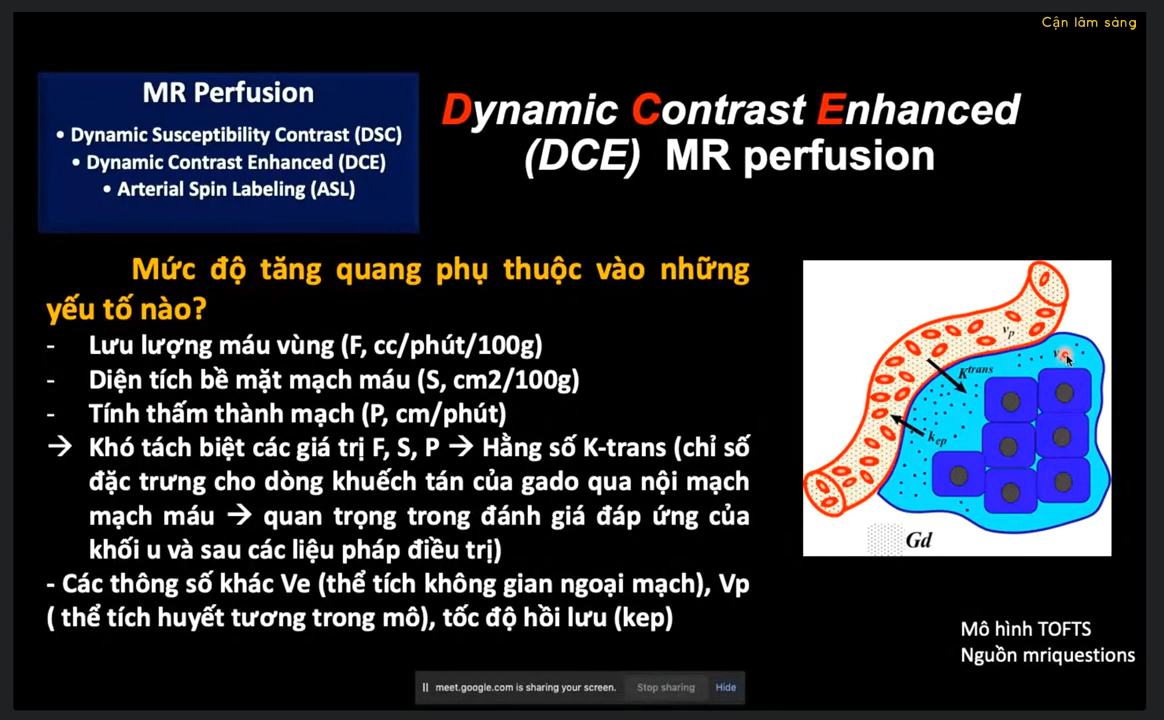 Cận lâm sàng
MR Perfusion
• Dynamic Susceptibility Contrast (DSC)
• Dynamic Contrast Enhanced (DCE)
• Arterial Spin Labeling (ASL)
Dynamic Contrast Enhanced
(DCE) MR perfusion
Mức độ tăng quang phụ thuộc vào những
yếu tố nào?
- Lưu lượng máu vùng (F, cc/phút/100g)
- Diện tích bề mặt mạch máu (S, cm2/100g)
- Tính thấm thành mạch (P, cm/phút)
→ Khó tách biệt các giá trị F, S, P → Hằng số K-trans (chỉ số
đặc trưng cho dòng khuếch tán của gado qua nội mạch
mạch máu → quan trọng trong đánh giá đáp ứng của
khối u và sau các liệu pháp điều trị)
- Các thông số khác Ve (thể tích không gian ngoại mạch), Vp
( thể tích huyết tương trong mô), tốc độ hồi lưu (kep)
vp
Ktrans
kep
Gd
Mô hình TOFTS
Nguồn mriquestions
meet.google.com is sharing your screen.
Stop sharing
Hide